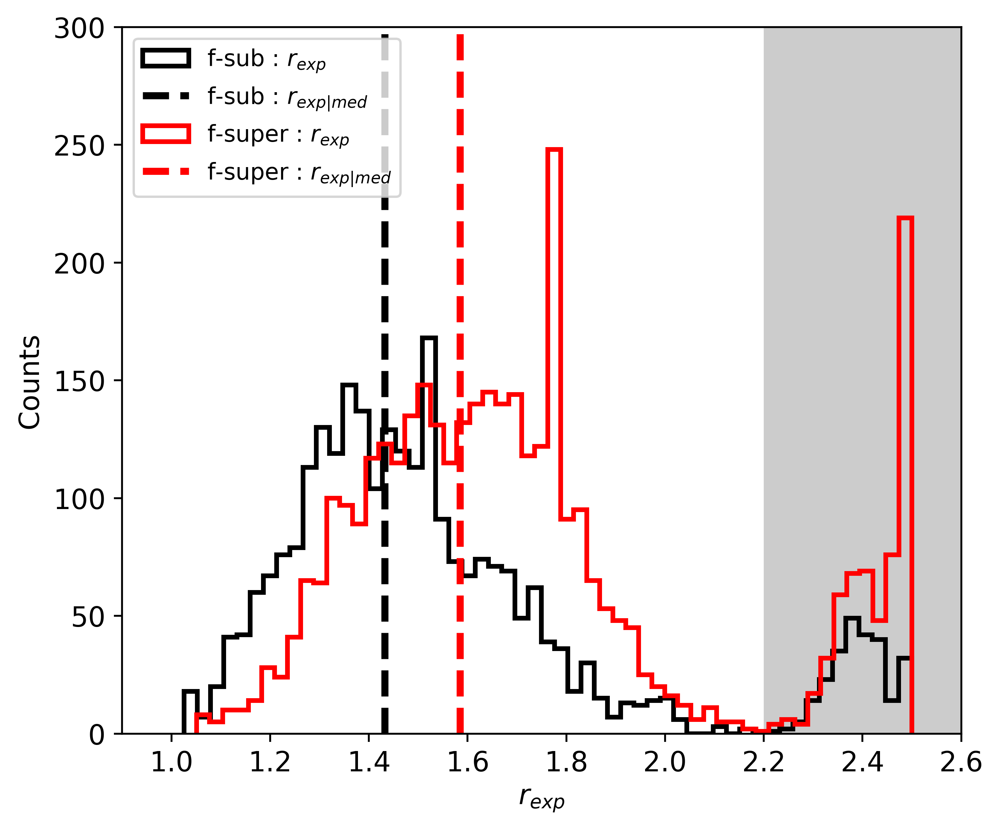 300
250
200
150
100
50
0
Counts
f-sub : r_exp
f-sub : r_exp|med
f-super : r_exp
f-super : r_exp|med
1.0 1.2 1.4 1.6 1.8 2.0 2.2 2.4 2.6
r_exp